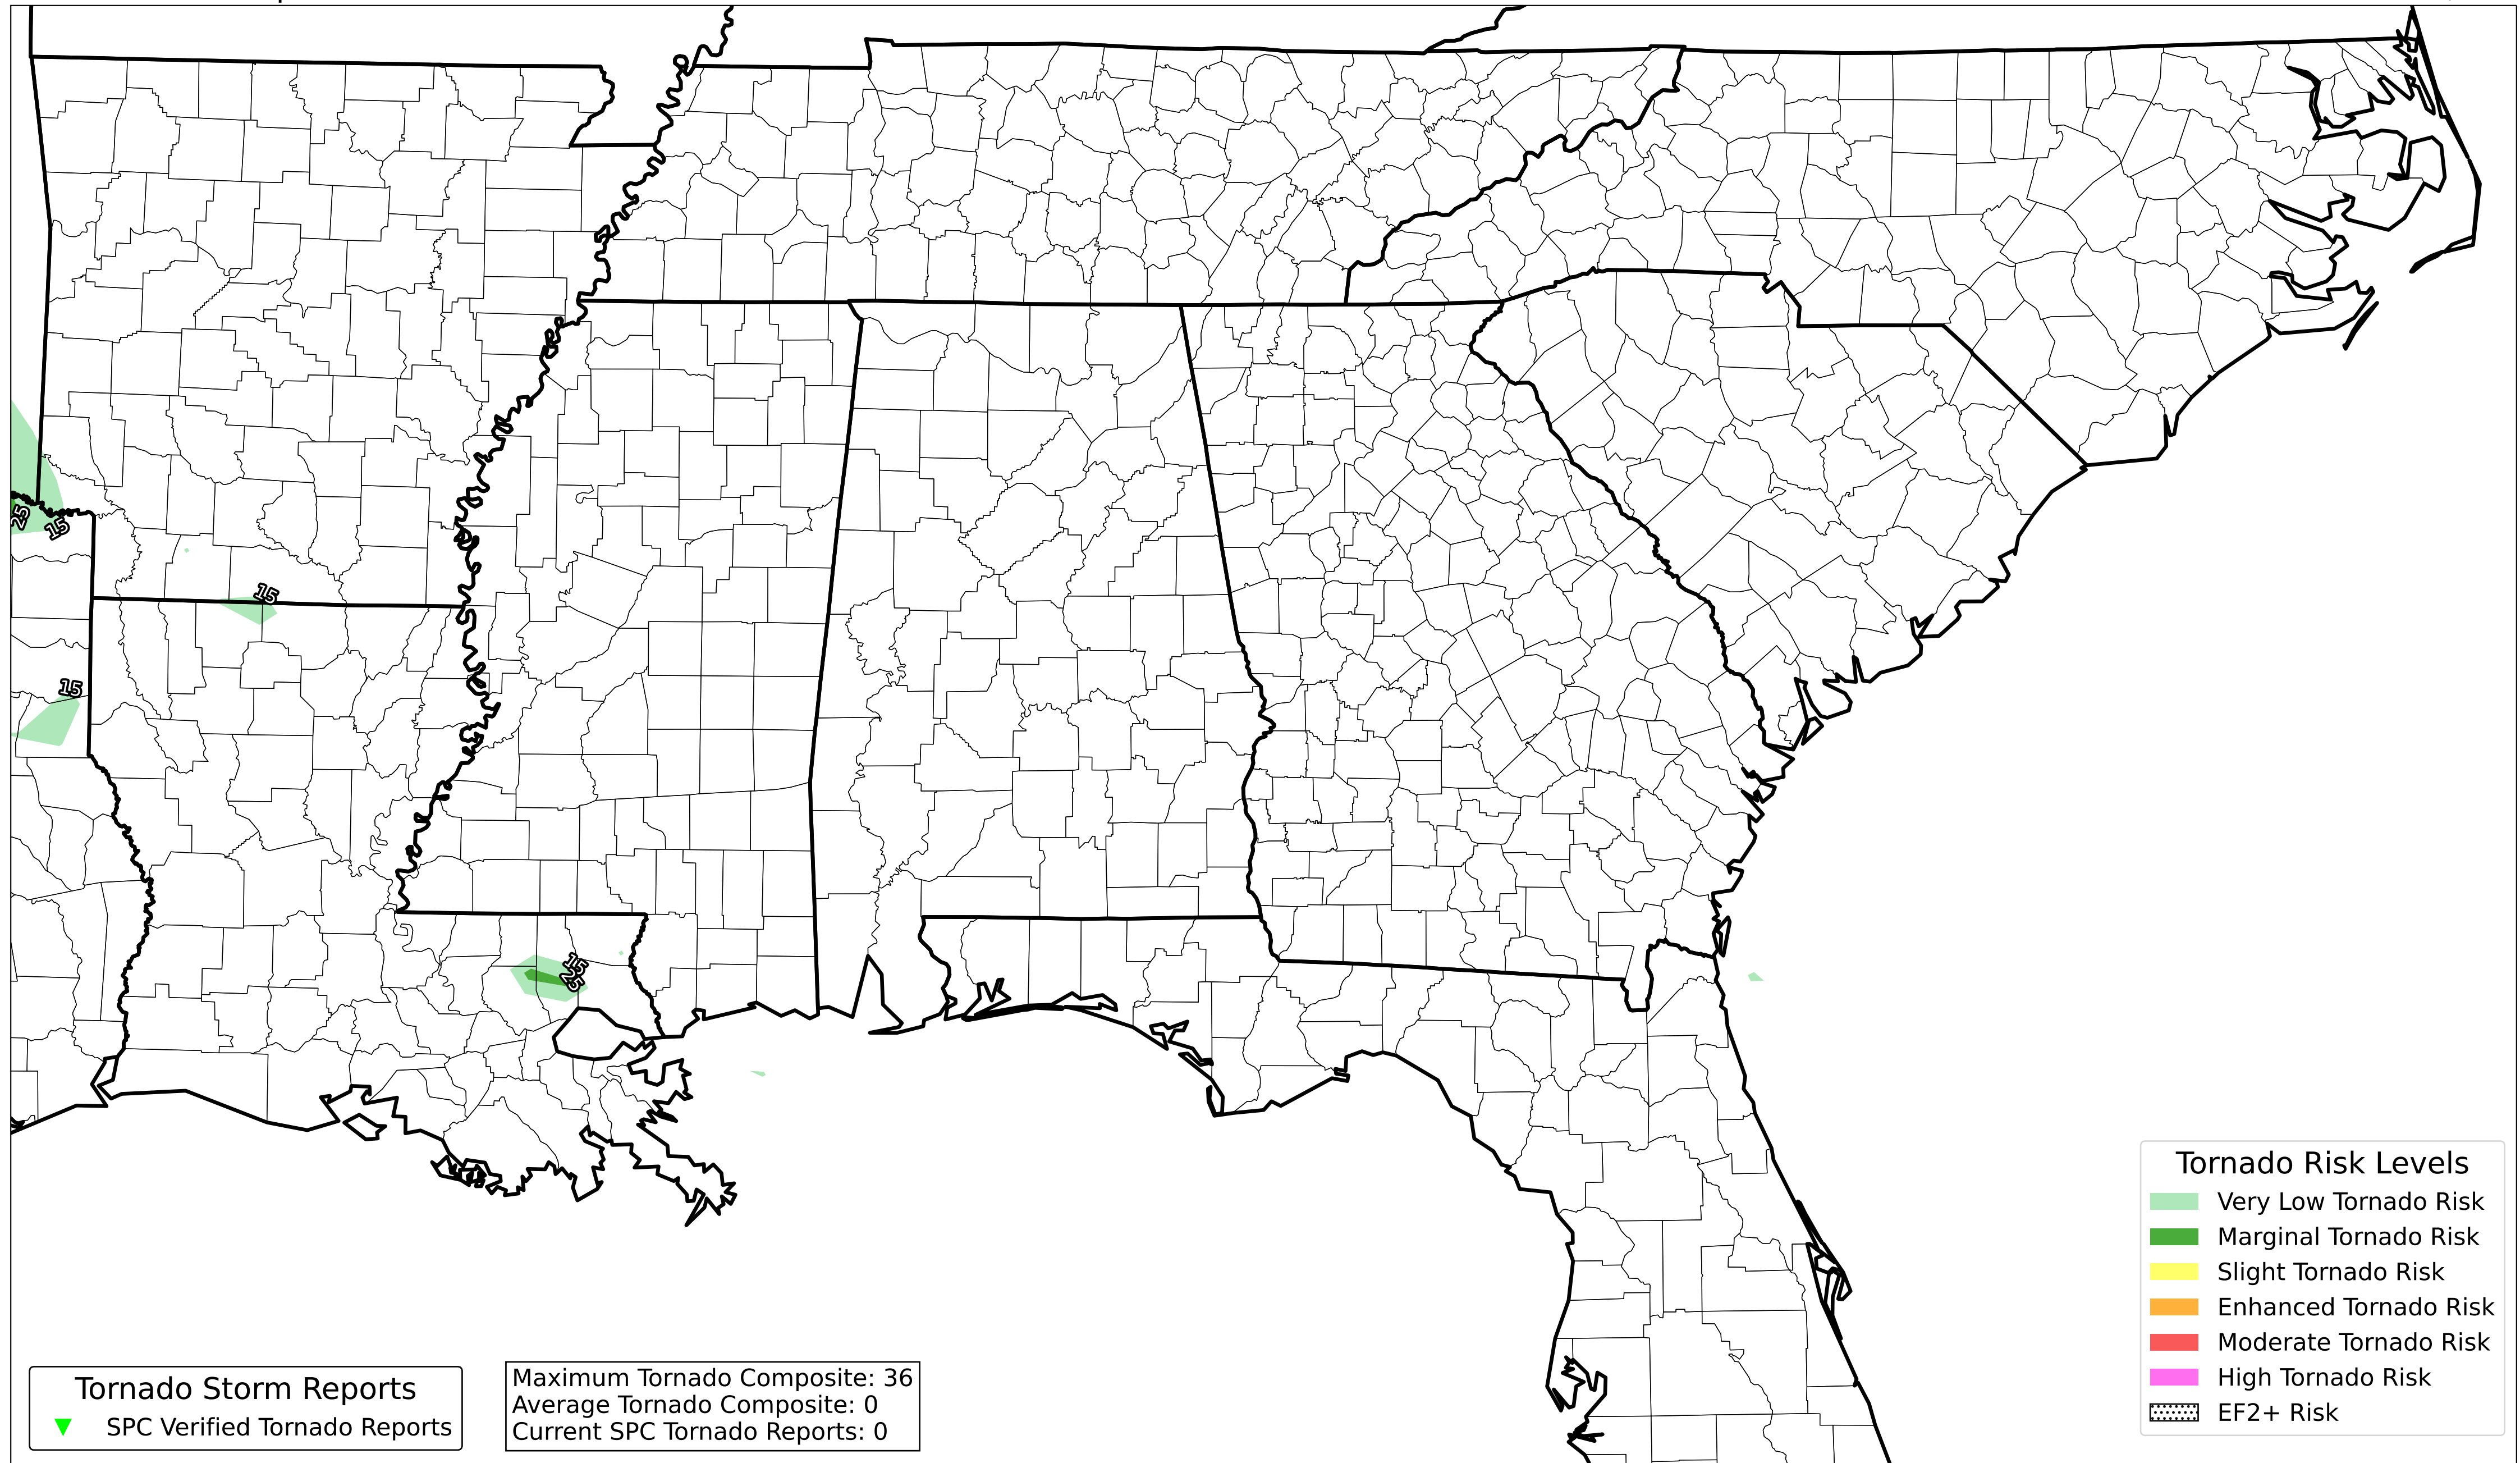 25
15
15
15
15
25
Tornado Risk Levels
Very Low Tornado Risk
Marginal Tornado Risk
Slight Tornado Risk
Enhanced Tornado Risk
Moderate Tornado Risk
High Tornado Risk
EF2+ Risk
Tornado Storm Reports
SPC Verified Tornado Reports
Maximum Tornado Composite: 36
Average Tornado Composite: 0
Current SPC Tornado Reports: 0